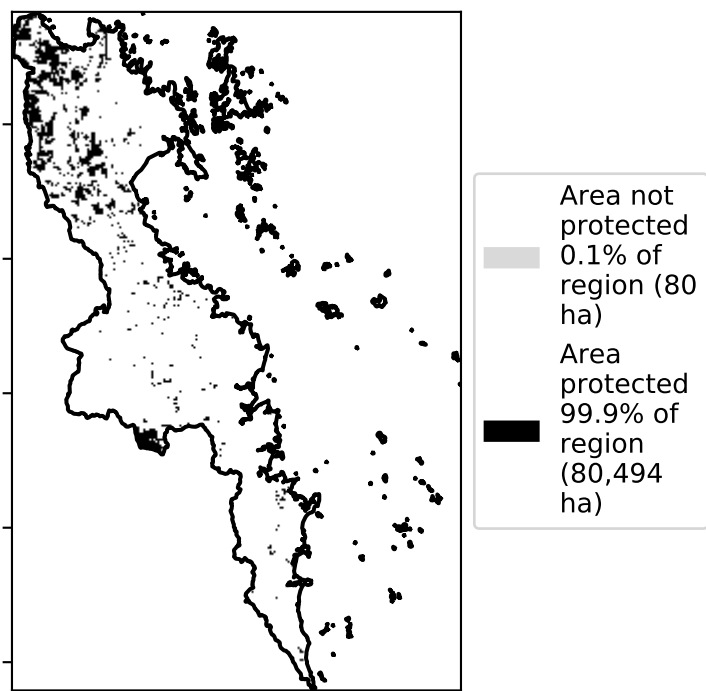 Area not
protected
0.1% of
region (80
ha)
Area
protected
99.9% of
region
(80,494
ha)